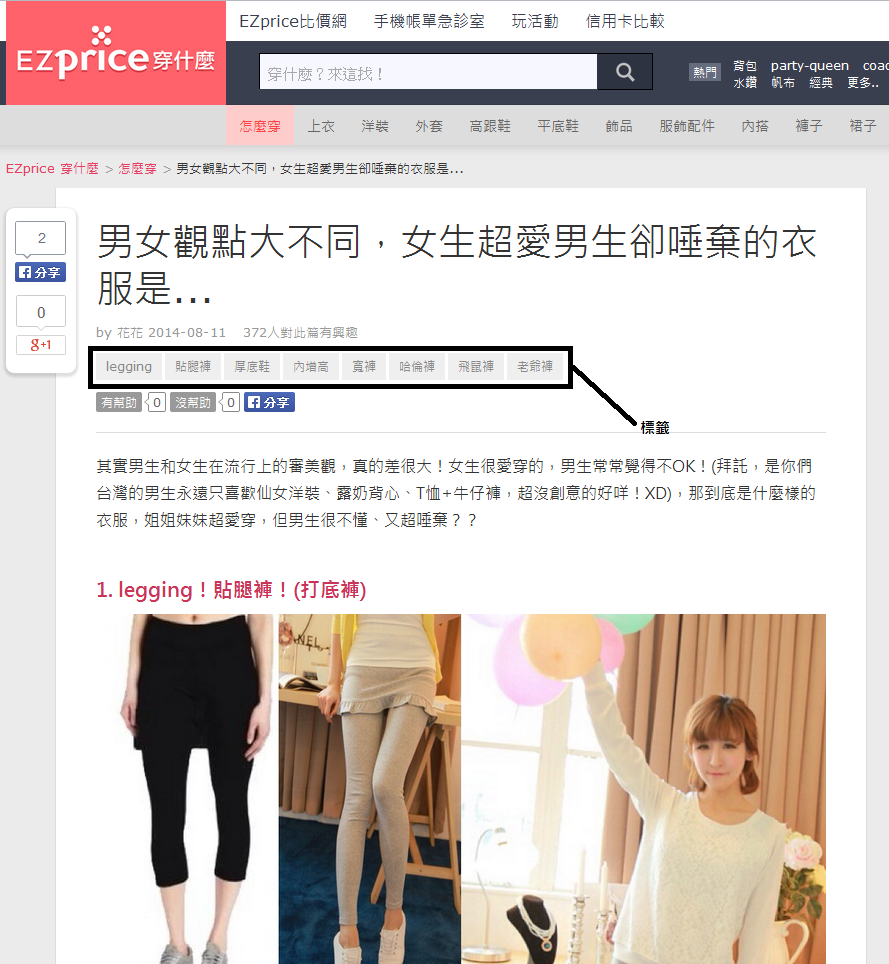 EZprice比價網 手機帳單急診室 玩活動 信用卡比較
EZprice穿什麼
穿什麼？來這找！
熱門
背包 party-queen coac
水鑽 帆布 經典 更多..
怎麼穿 上衣 洋裝 外套 高跟鞋 平底鞋 飾品 服飾配件 內搭 褲子 裙子
EZprice 穿什麼 > 怎麼穿 > 男女觀點大不同，女生超愛男生卻唾棄的衣服是...
2
分享
0
g+1
男女觀點大不同，女生超愛男生卻唾棄的衣
服是...
by 花花 2014-08-11 372人對此篇有興趣
legging 貼腿褲 厚底鞋 內增高 寬褲 哈倫褲 飛鼠褲 老爺褲
有幫助 0 沒幫助 0 分享
標籤
其實男生和女生在流行上的審美觀，真的差很大！女生很愛穿的，男生常常覺得不OK！(拜託，是你們
台灣的男生永遠只喜歡仙女洋裝、露奶背心、T恤+牛仔褲，超沒創意的好咩！XD)，那到底是什麼樣的
衣服，姐姐妹妹超愛穿，但男生很不懂、又超唾棄？？
1. legging！貼腿褲！(打底褲)